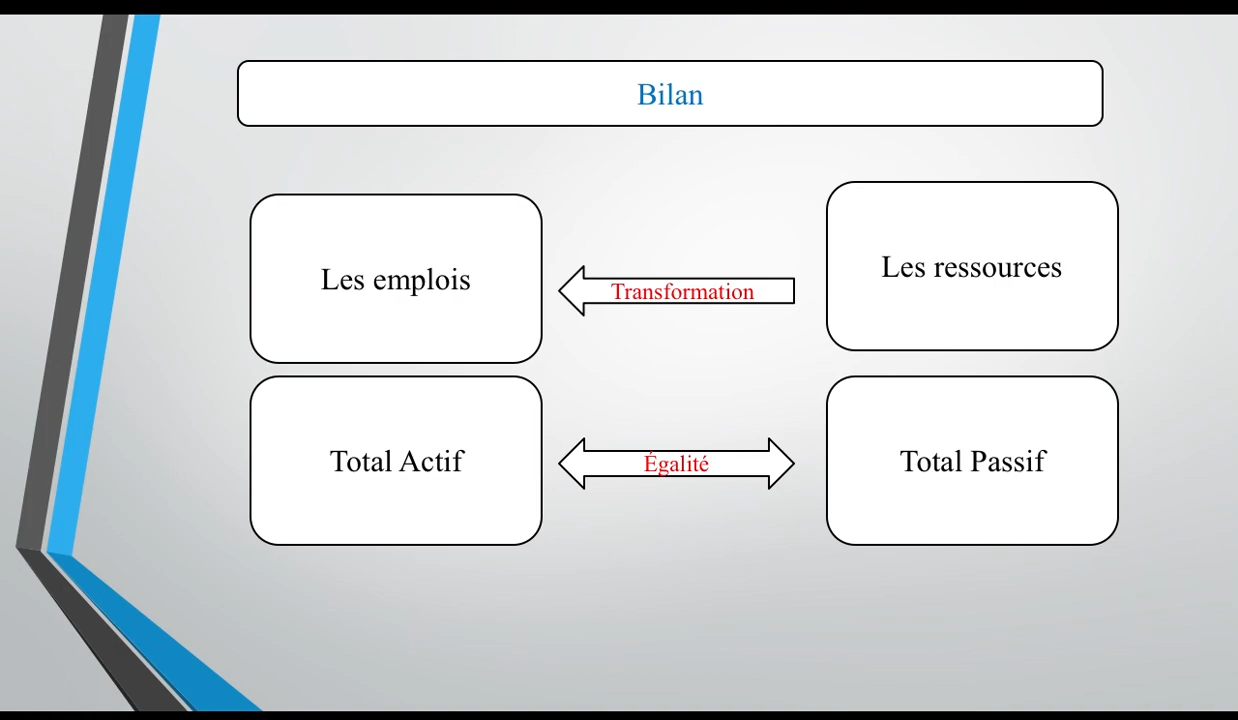 Bilan
Les emplois
Transformation
Les ressources
Total Actif
Égalité
Total Passif